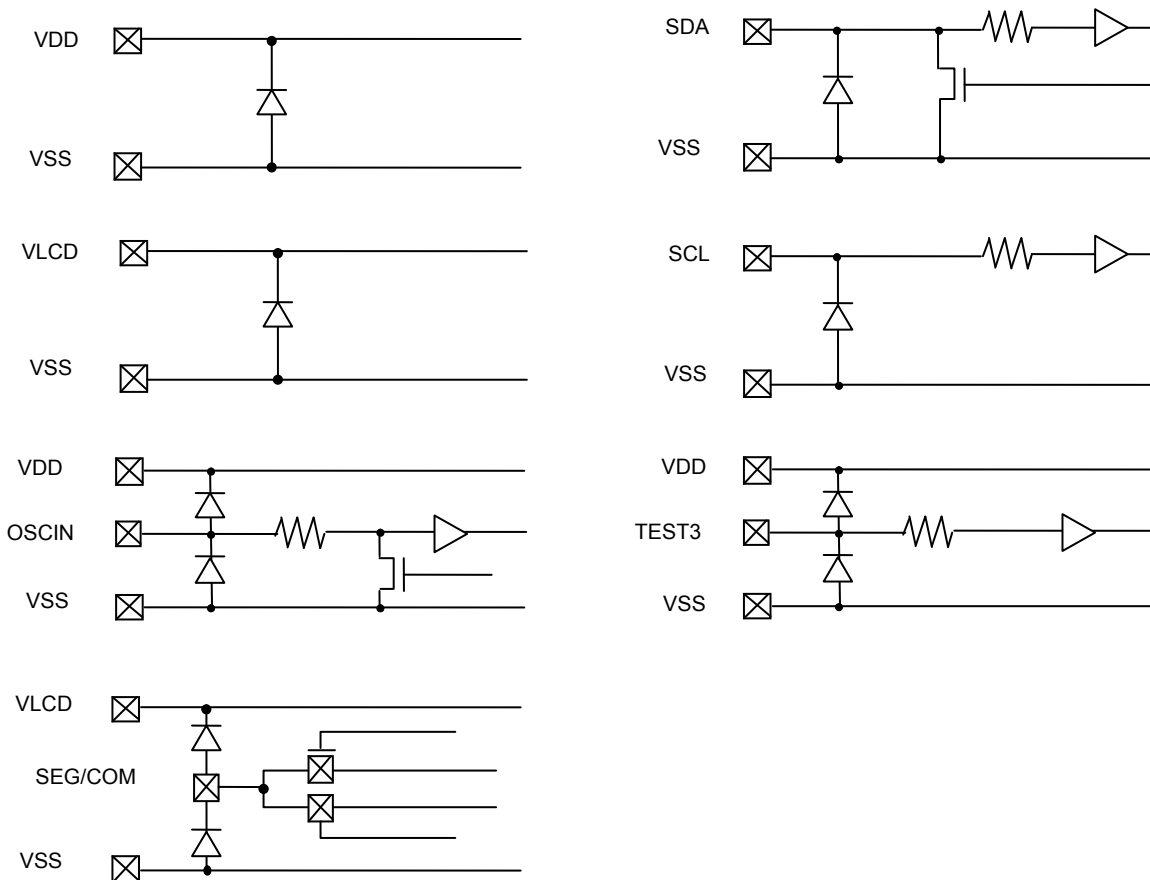 VDD
VSS
VLCD
VSS
VDD
OSCIN
VSS
VLCD
SEG/COM
VSS
SDA
VSS
SCL
VSS
VDD
TEST3
VSS